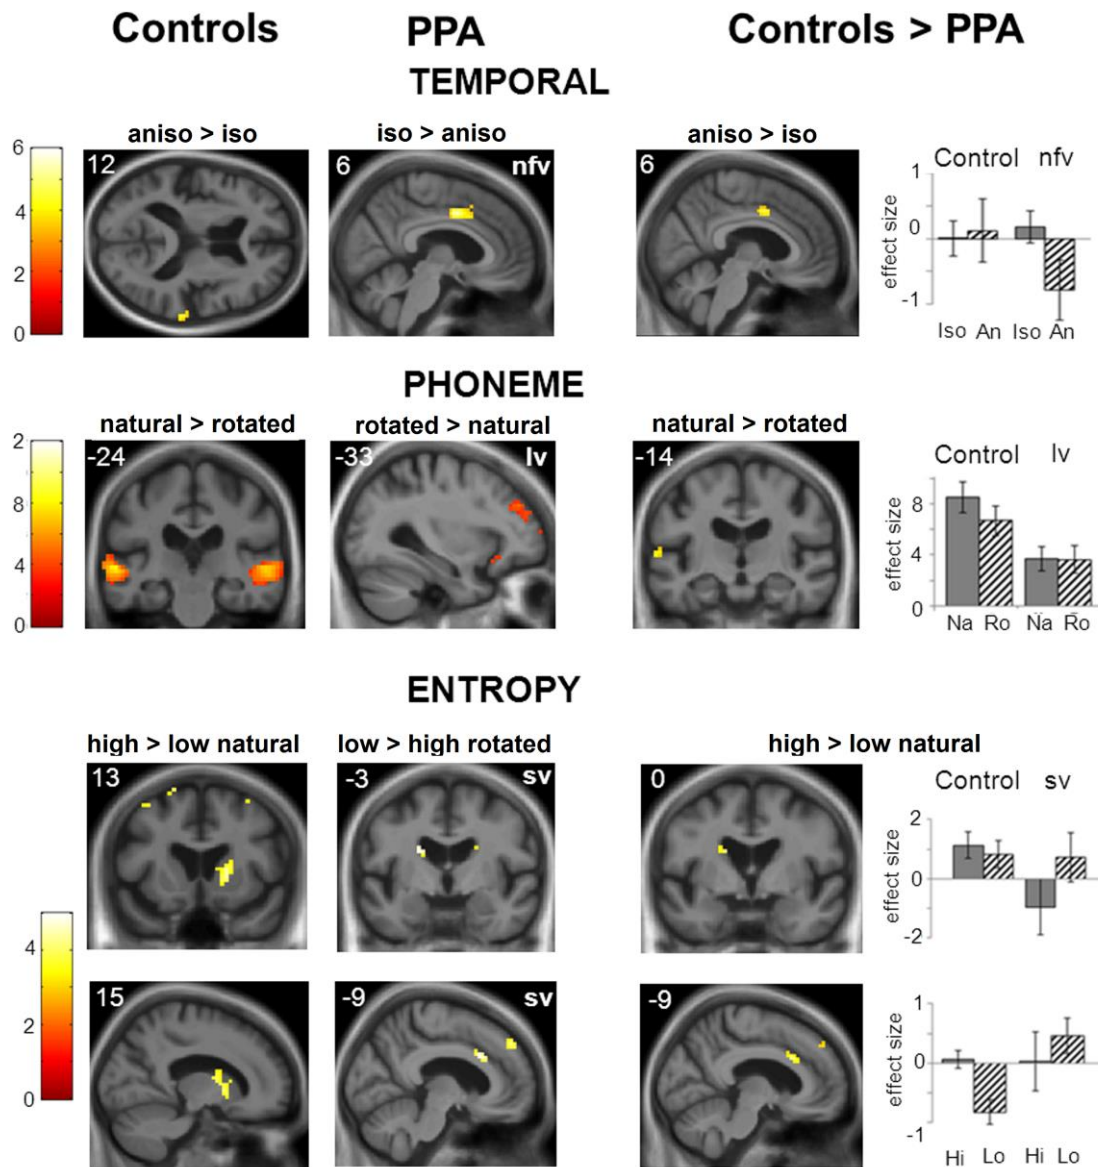 Controls PPA Controls > PPA
TEMPORAL
aniso > iso iso > aniso aniso > iso
6 4 2 0
12
6 nfv
6
Control nfv
effect size
1 0 -1
Iso An Iso An
PHONEME
natural > rotated rotated > natural natural > rotated
2 8 4 0
-24
-33 lv
-14
Control lv
effect size
8 4 0
Na Ro Na Ro
ENTROPY
high > low natural low > high rotated high > low natural
13
-3 sv
0
Control sv
effect size
2 0 -2
4 2 0
15
-9 sv
-9
effect size
1 0 -1
Hi Lo Hi Lo